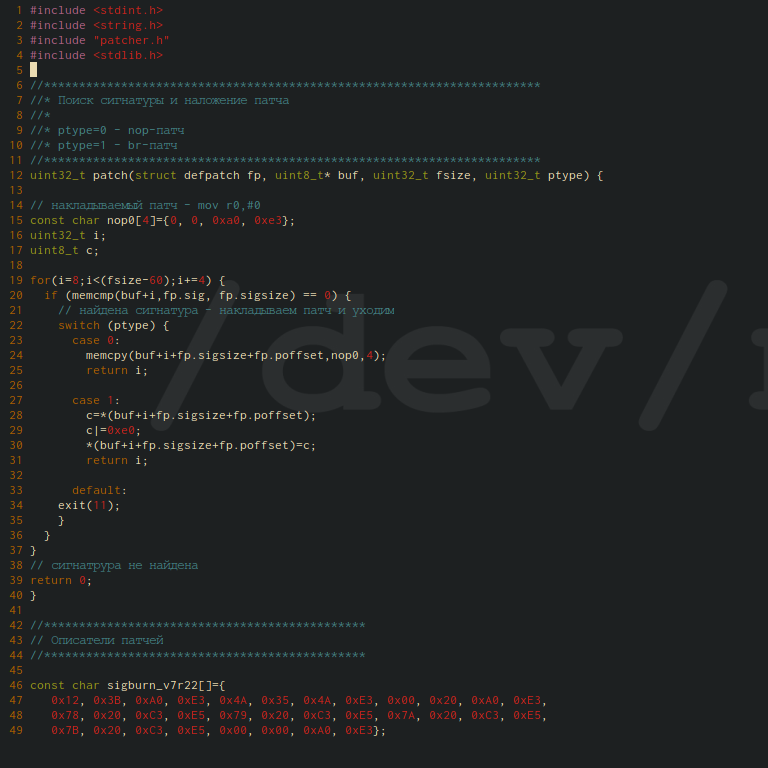 1 #include <stdint.h>
2 #include <string.h>
3 #include "patcher.h"
4 #include <stdlib.h>
5
6 //***********************************************************************
7 //* Поиск сигнатуры и наложение патча
8 //*
9 //* ptype=0 - nop-патч
10 //* ptype=1 - br-патч
11 //***********************************************************************
12 uint32_t patch(struct defpatch fp, uint8_t* buf, uint32_t fsize, uint32_t ptype) {
13
14 // накладываемый патч - mov r0,#0
15 const char nop0[4]={0, 0, 0xa0, 0xe3};
16 uint32_t i;
17 uint8_t c;
18
19 for(i=8;i<(fsize-60);i+=4) {
20   if (memcmp(buf+i,fp.sig, fp.sigsize) == 0) {
21     // найдена сигнатура - накладываем патч и уходим
22     switch (ptype) {
23       case 0:
24         memcpy(buf+i+fp.sigsize+fp.poffset,nop0,4);
25         return i;
26
27       case 1:
28         c=*(buf+i+fp.sigsize+fp.poffset);
29         c|=0xe0;
30         *(buf+i+fp.sigsize+fp.poffset)=c;
31         return i;
32
33       default:
34     exit(11);
35     }
36   }
37 }
38 // сигнатрура не найдена
39 return 0;
40 }
41
42 //**********************************************
43 // Описатели патчей
44 //**********************************************
45
46 const char sigburn_v7r22[]={
47    0x12, 0x3B, 0xA0, 0xE3, 0x4A, 0x35, 0x4A, 0xE3, 0x00, 0x20, 0xA0, 0xE3,
48    0x78, 0x20, 0xC3, 0xE5, 0x79, 0x20, 0xC3, 0xE5, 0x7A, 0x20, 0xC3, 0xE5,
49    0x7B, 0x20, 0xC3, 0xE5, 0x00, 0x00, 0xA0, 0xE3};
/dev/